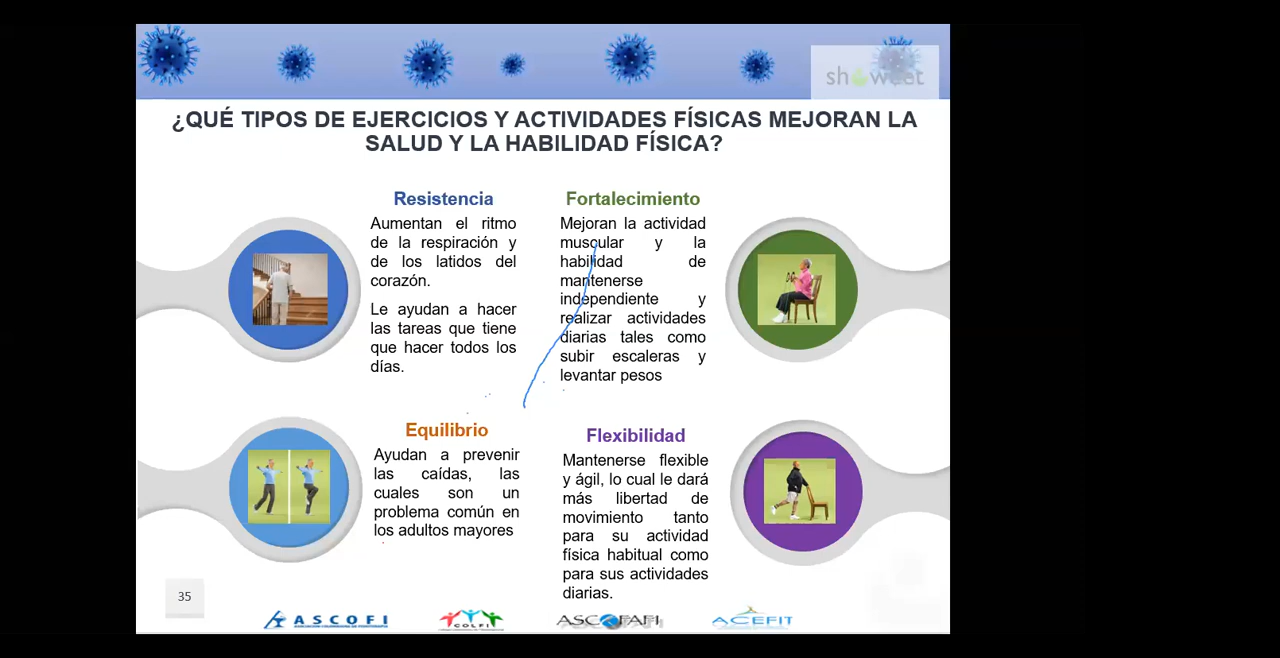 showeet
¿QUÉ TIPOS DE EJERCICIOS Y ACTIVIDADES FÍSICAS MEJORAN LA
SALUD Y LA HABILIDAD FÍSICA?
Resistencia
Aumentan el ritmo
de la respiración y
de los latidos del
corazón.
Le ayudan a hacer
las tareas que tiene
que hacer todos los
días.
Fortalecimiento
Mejoran la actividad
muscular y la
habilidad de
mantenerse
independiente y
realizar actividades
diarias tales como
subir escaleras y
levantar pesos
Equilibrio
Ayudan a prevenir
las caídas, las
cuales son un
problema común en
los adultos mayores
Flexibilidad
Mantenerse flexible
y ágil, lo cual le dará
más libertad de
movimiento tanto
para su actividad
física habitual como
para sus actividades
diarias.
35
ASCOFI
COLFI
ASCOFAFI
ACEFIT